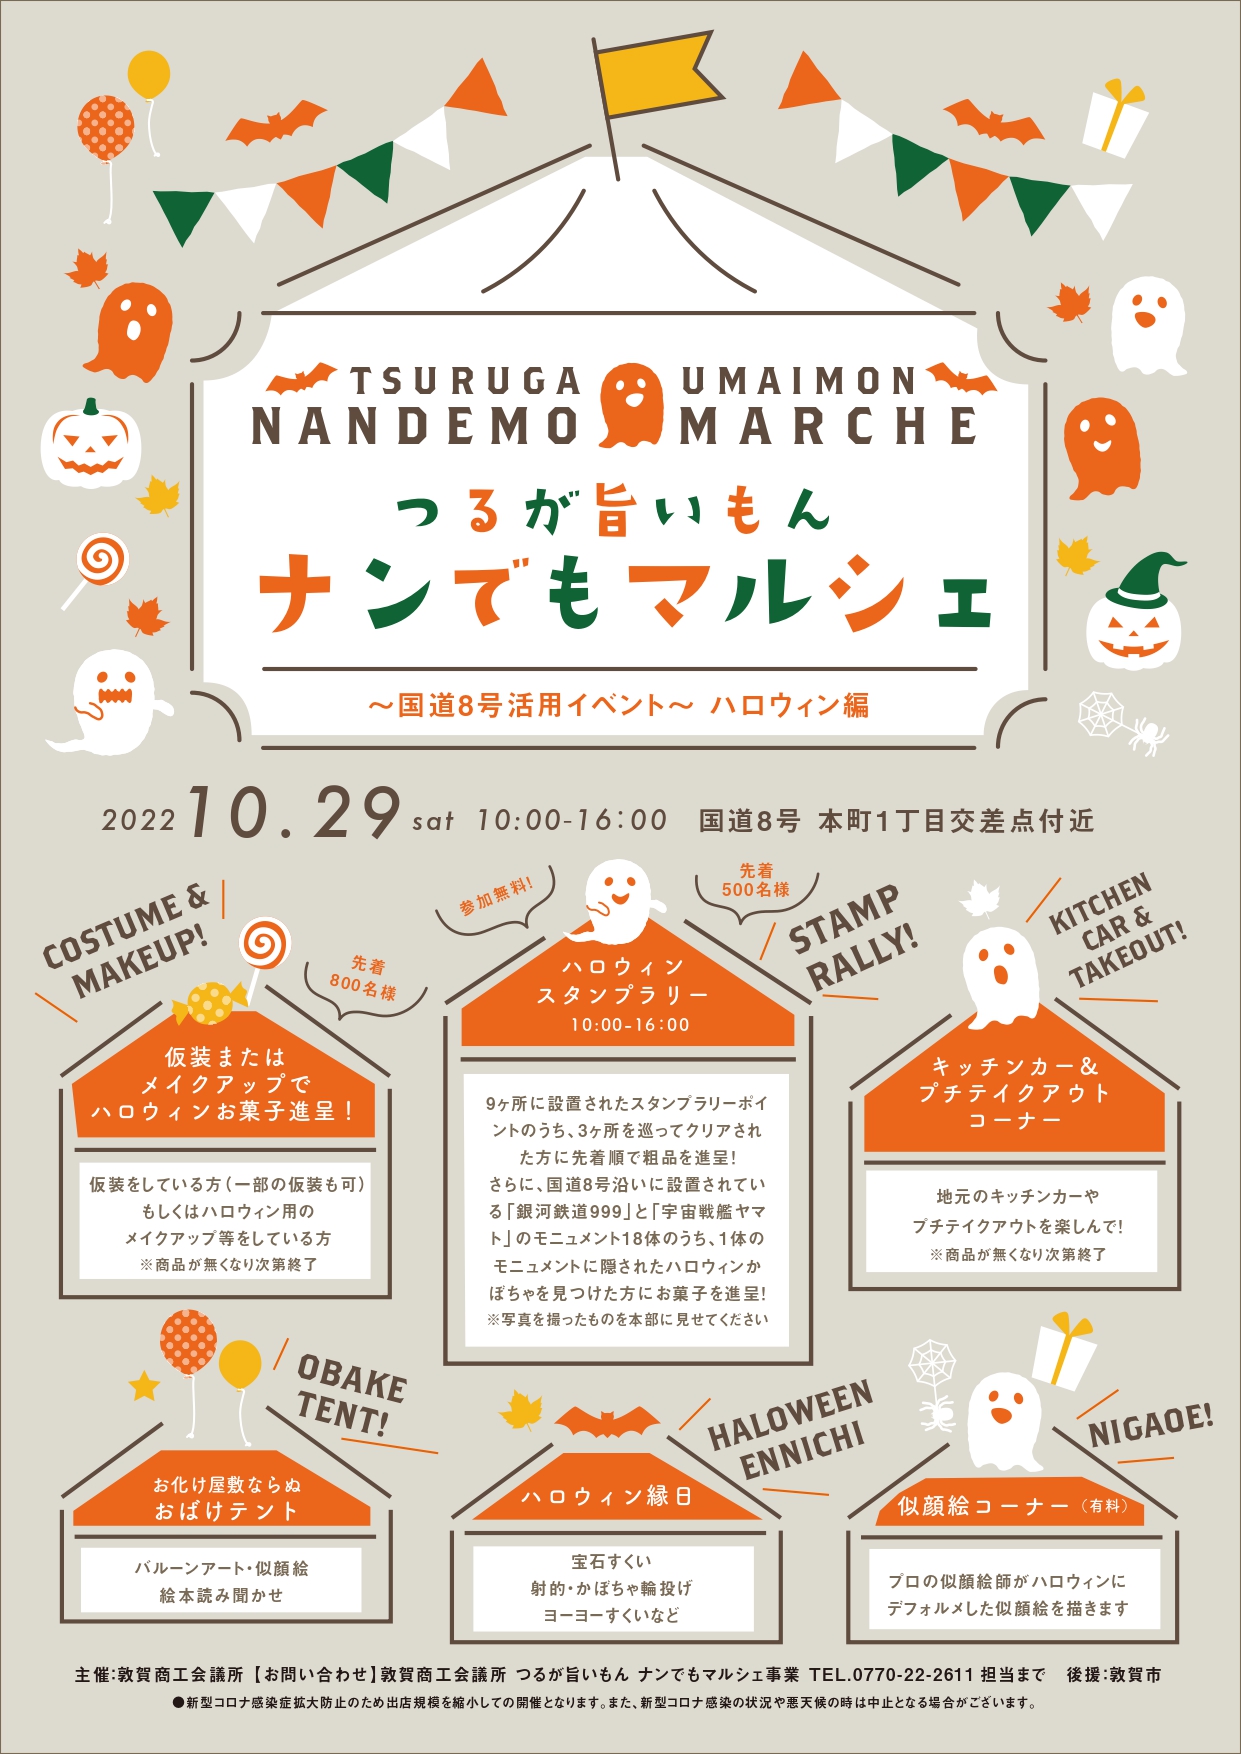 TSURUGA UMAIMON
NANDEMO MARCHE
つるが旨いもん
ナンでもマルシェ
～国道8号活用イベント～ ハロウィン編
2022 10.29 sat 10:00-16:00 国道8号 本町1丁目交差点付近
COSTUME &
MAKEUP!
先着
800名様
仮装または
メイクアップで
ハロウィンお菓子進呈！
仮装をしている方（一部の仮装も可）
もしくはハロウィン用の
メイクアップ等をしている方
※商品が無くなり次第終了
参加無料!
先着
500名様
STAMP
RALLY!
ハロウィン
スタンプラリー
10:00-16:00
9ヶ所に設置されたスタンプラリーポイ
ントのうち、3ヶ所を巡ってクリアされ
た方に先着順で粗品を進呈!
さらに、国道8号沿いに設置されてい
る「銀河鉄道999」と「宇宙戦艦ヤマ
ト」のモニュメント18体のうち、1体の
モニュメントに隠されたハロウィンか
ぼちゃを見つけた方にお菓子を進呈!
※写真を撮ったものを本部に見せてください
KITCHEN
CAR &
TAKEOUT!
キッチンカー＆
プチテイクアウト
コーナー
地元のキッチンカーや
プチテイクアウトを楽しんで!
※商品が無くなり次第終了
OBAKE
TENT!
お化け屋敷ならぬ
おばけテント
バルーンアート・似顔絵
絵本読み聞かせ
HALOWEEN
ENNICHI
ハロウィン縁日
宝石すくい
射的・かぼちゃ輪投げ
ヨーヨーすくいなど
NIGAOE!
似顔絵コーナー（有料）
プロの似顔絵師がハロウィンに
デフォルメした似顔絵を描きます
主催：敦賀商工会議所 【お問い合わせ】敦賀商工会議所 つるが旨いもん ナンでもマルシェ事業 TEL.0770-22-2611 担当まで 後援：敦賀市
●新型コロナ感染症拡大防止のため出店規模を縮小しての開催となります。また、新型コロナ感染の状況や悪天候の時は中止となる場合がございます。